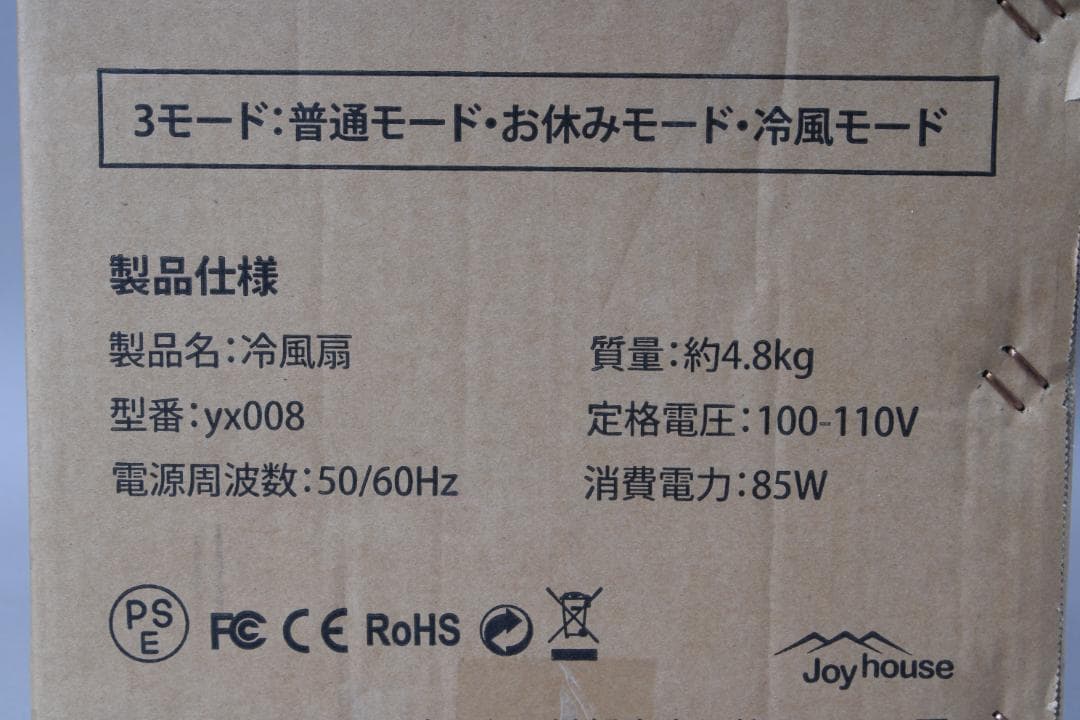 3モード：普通モード・お休みモード・冷風モード
製品仕様
製品名：冷風扇
質量：約4.8kg
型番：yx008
定格電圧：100-110V
電源周波数：50/60Hz
消費電力：85W
PSE FC CE RoHS
Joyhouse